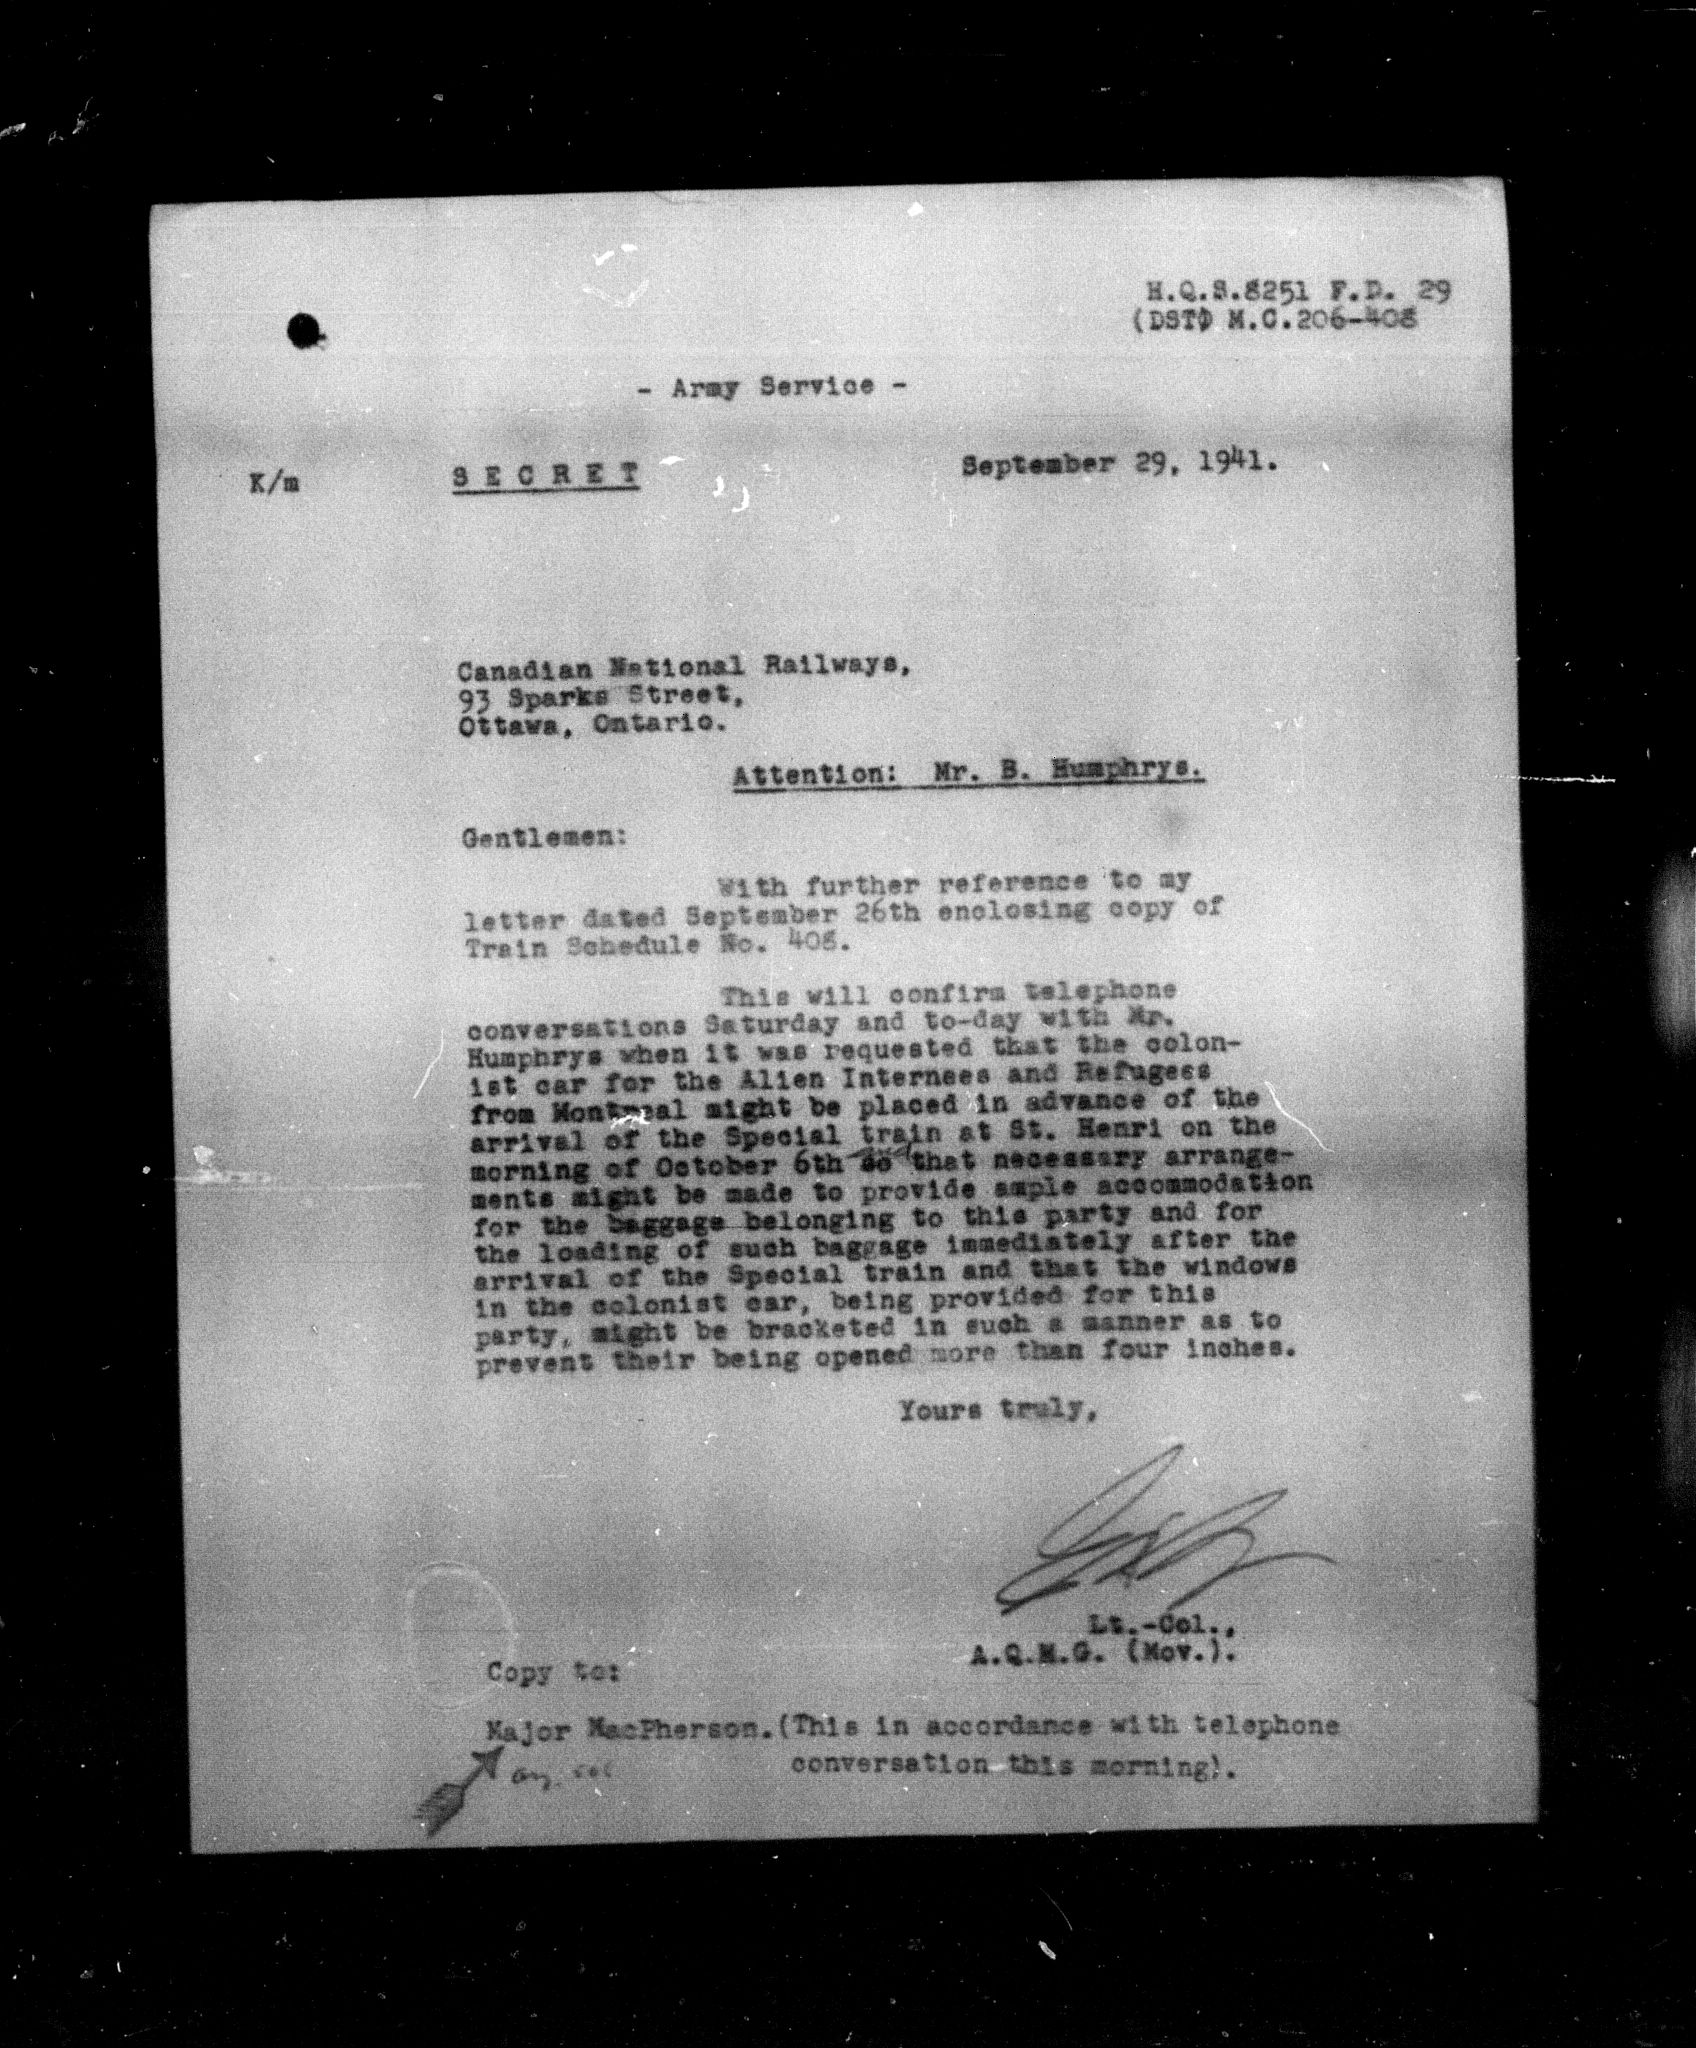 H.Q.S.8251 F.D. 29
(DST) M.C.206-408
- Army Service -
K/m
SECRET
September 29, 1941.
Canadian National Railways,
93 Sparks Street,
Ottawa, Ontario.
Attention: Mr. B. Humphrys.
Gentlemen:
With further reference to my
letter dated September 26th enclosing copy of
Train Schedule No. 408.
This will confirm telephone
conversations Saturday and to-day with Mr.
Humphrys when it was requested that the colon-
ist car for the Alien Internees and Refugees
from Montreal might be placed in advance of the
arrival of the Special train at St. Henri on the
morning of October 6th so and that necessary arrange-
ments might be made to provide ample accommodation
for the baggage belonging to this party and for
the loading of such baggage immediately after the
arrival of the Special train and that the windows
in the colonist car, being provided for this
party, might be bracketed in such a manner as to
prevent their being opened more than four inches.
Yours truly,
Lt.-Col.,
A.Q.M.G. (Mov.).
Copy to:
Major MacPherson.(This in accordance with telephone
conversation this morning).